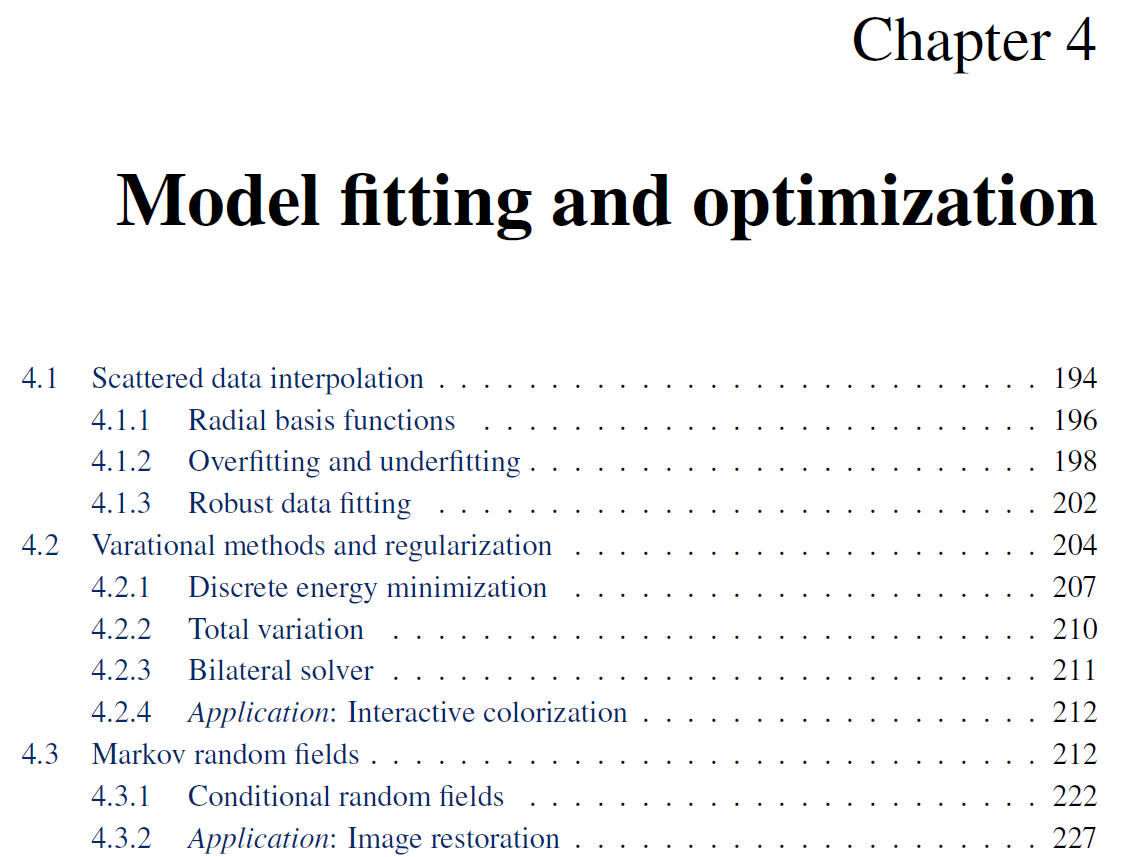 Chapter 4
Model fitting and optimization
4.1 Scattered data interpolation . . . . . . . . . . . . . . . . . . . . . . . . . . . 194
4.1.1 Radial basis functions . . . . . . . . . . . . . . . . . . . . . . . . . 196
4.1.2 Overfitting and underfitting . . . . . . . . . . . . . . . . . . . . . . . 198
4.1.3 Robust data fitting . . . . . . . . . . . . . . . . . . . . . . . . . . . 202
4.2 Varational methods and regularization . . . . . . . . . . . . . . . . . . . . . 204
4.2.1 Discrete energy minimization . . . . . . . . . . . . . . . . . . . . . 207
4.2.2 Total variation . . . . . . . . . . . . . . . . . . . . . . . . . . . . . 210
4.2.3 Bilateral solver . . . . . . . . . . . . . . . . . . . . . . . . . . . . . 211
4.2.4 Application: Interactive colorization . . . . . . . . . . . . . . . . . . 212
4.3 Markov random fields . . . . . . . . . . . . . . . . . . . . . . . . . . . . . . 212
4.3.1 Conditional random fields . . . . . . . . . . . . . . . . . . . . . . . 222
4.3.2 Application: Image restoration . . . . . . . . . . . . . . . . . . . . . 227